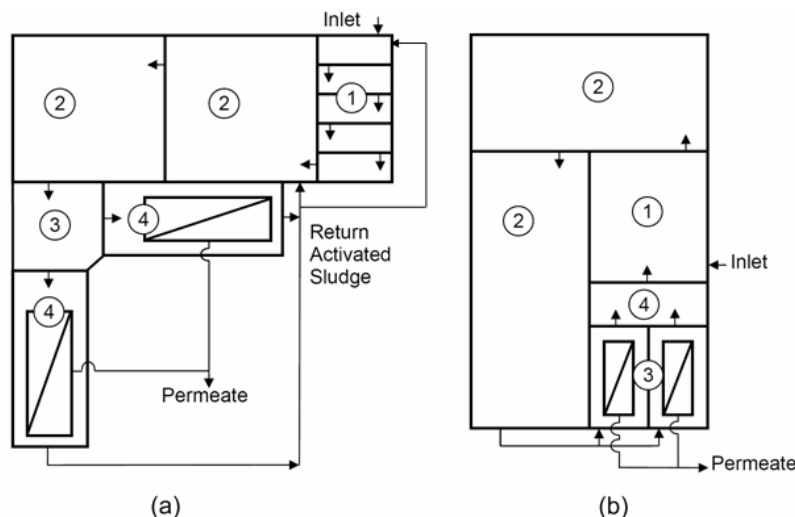 Inlet
1
2
2
3
4
4
Return
Activated
Sludge
Permeate
(a)
2
2
1
Inlet
4
3
Permeate
(b)